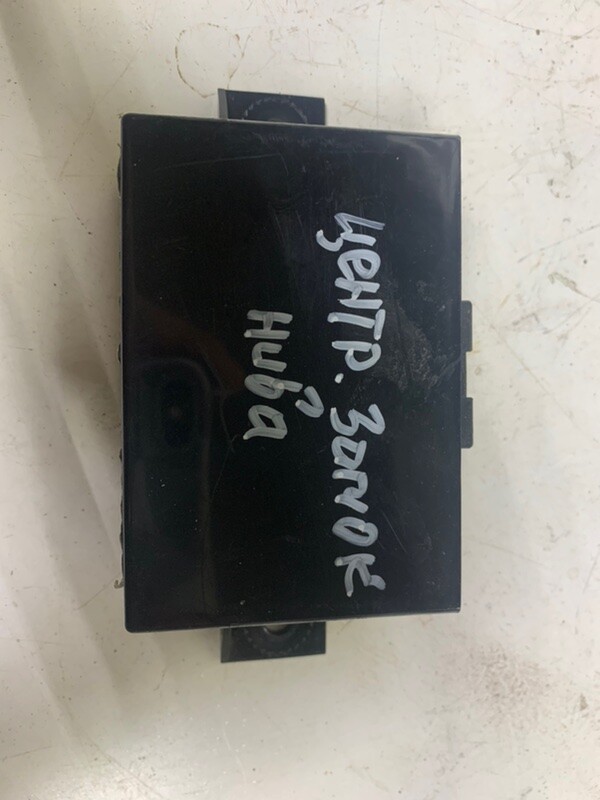 центр. замок
Нива